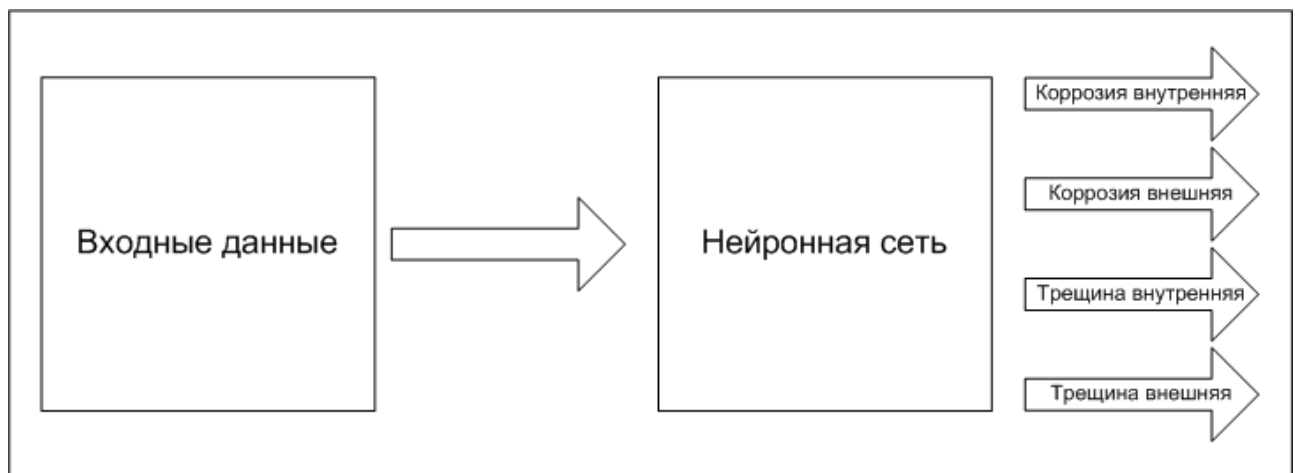 Входные данные
Нейронная сеть
Коррозия внутренняя
Коррозия внешняя
Трещина внутренняя
Трещина внешняя